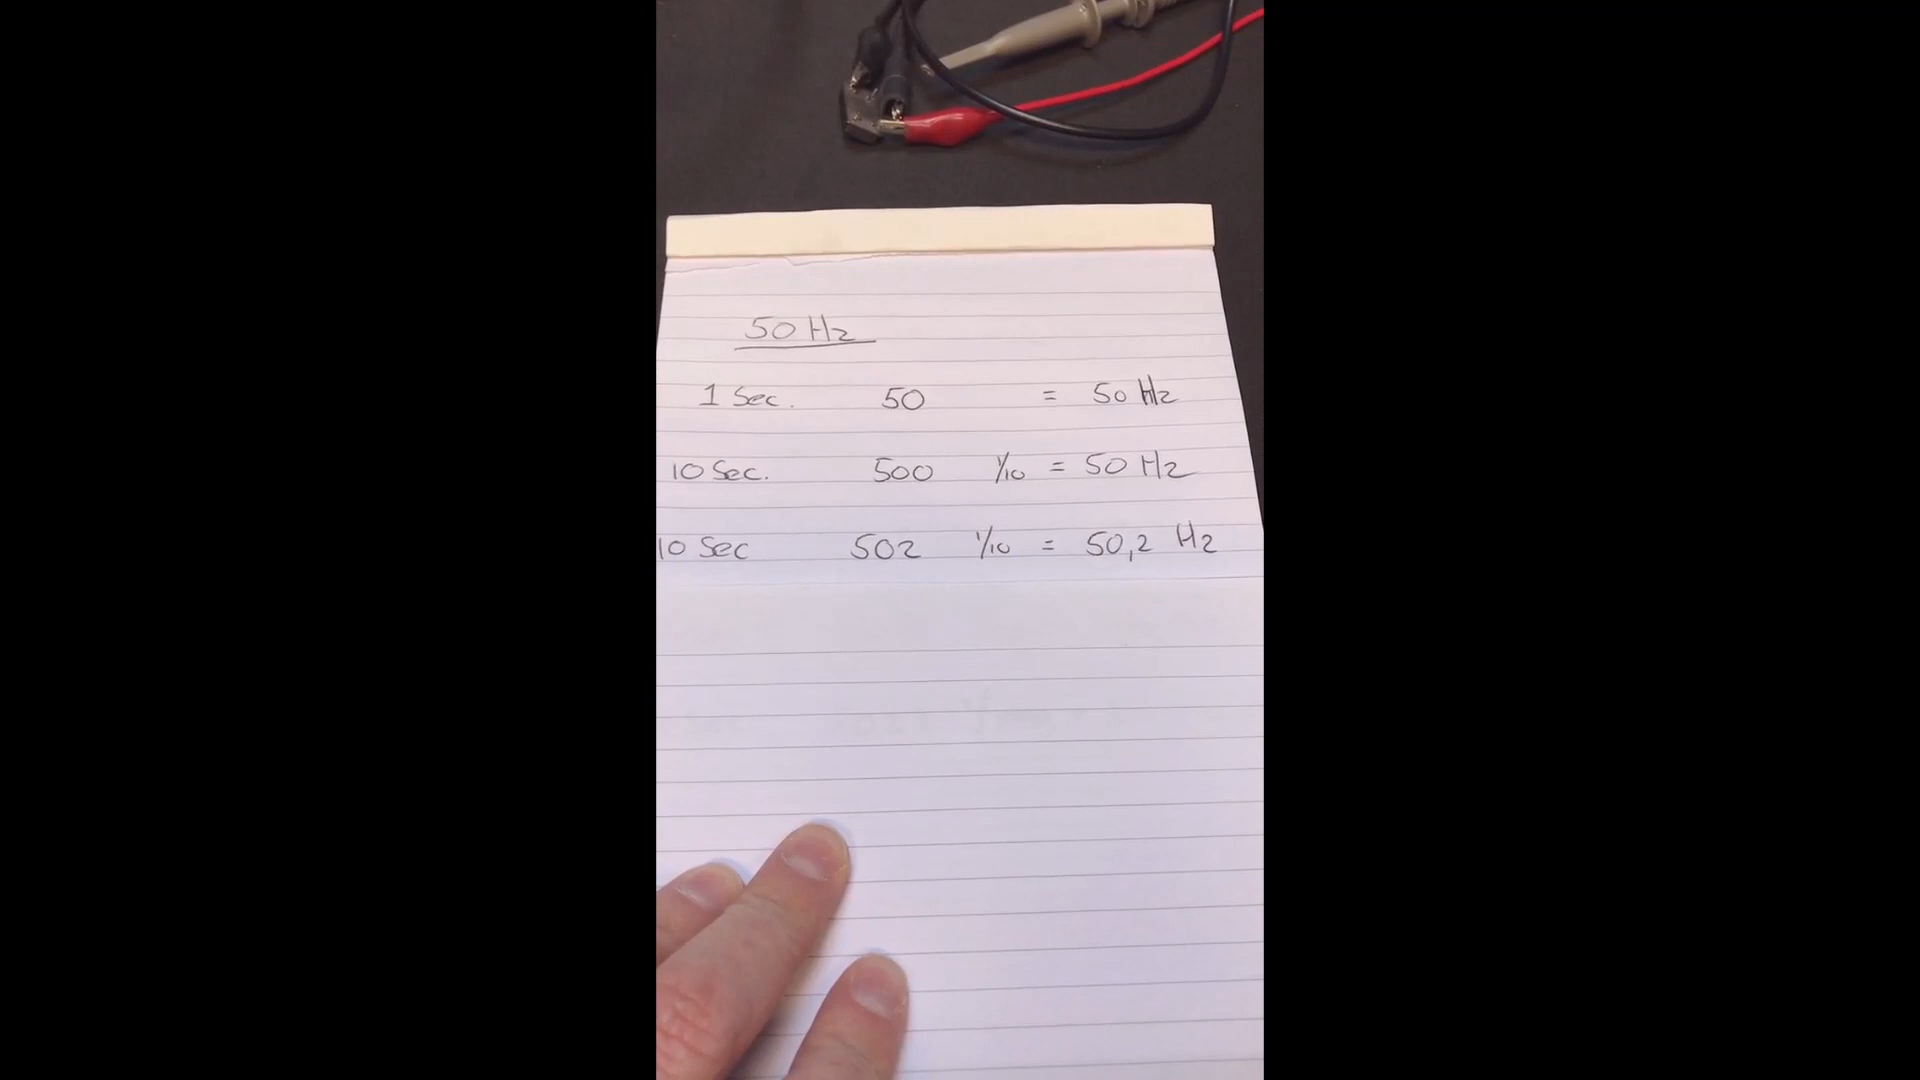 50 Hz
1 Sec. 50 = 50 Hz
10 Sec. 500 1/10 = 50 Hz
10 Sec 502 1/10 = 50,2 Hz